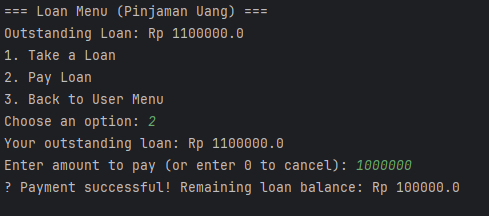 === Loan Menu (Pinjaman Uang) ===
Outstanding Loan: Rp 1100000.0
1. Take a Loan
2. Pay Loan
3. Back to User Menu
Choose an option: 2
Your outstanding loan: Rp 1100000.0
Enter amount to pay (or enter 0 to cancel): 1000000
? Payment successful! Remaining loan balance: Rp 100000.0